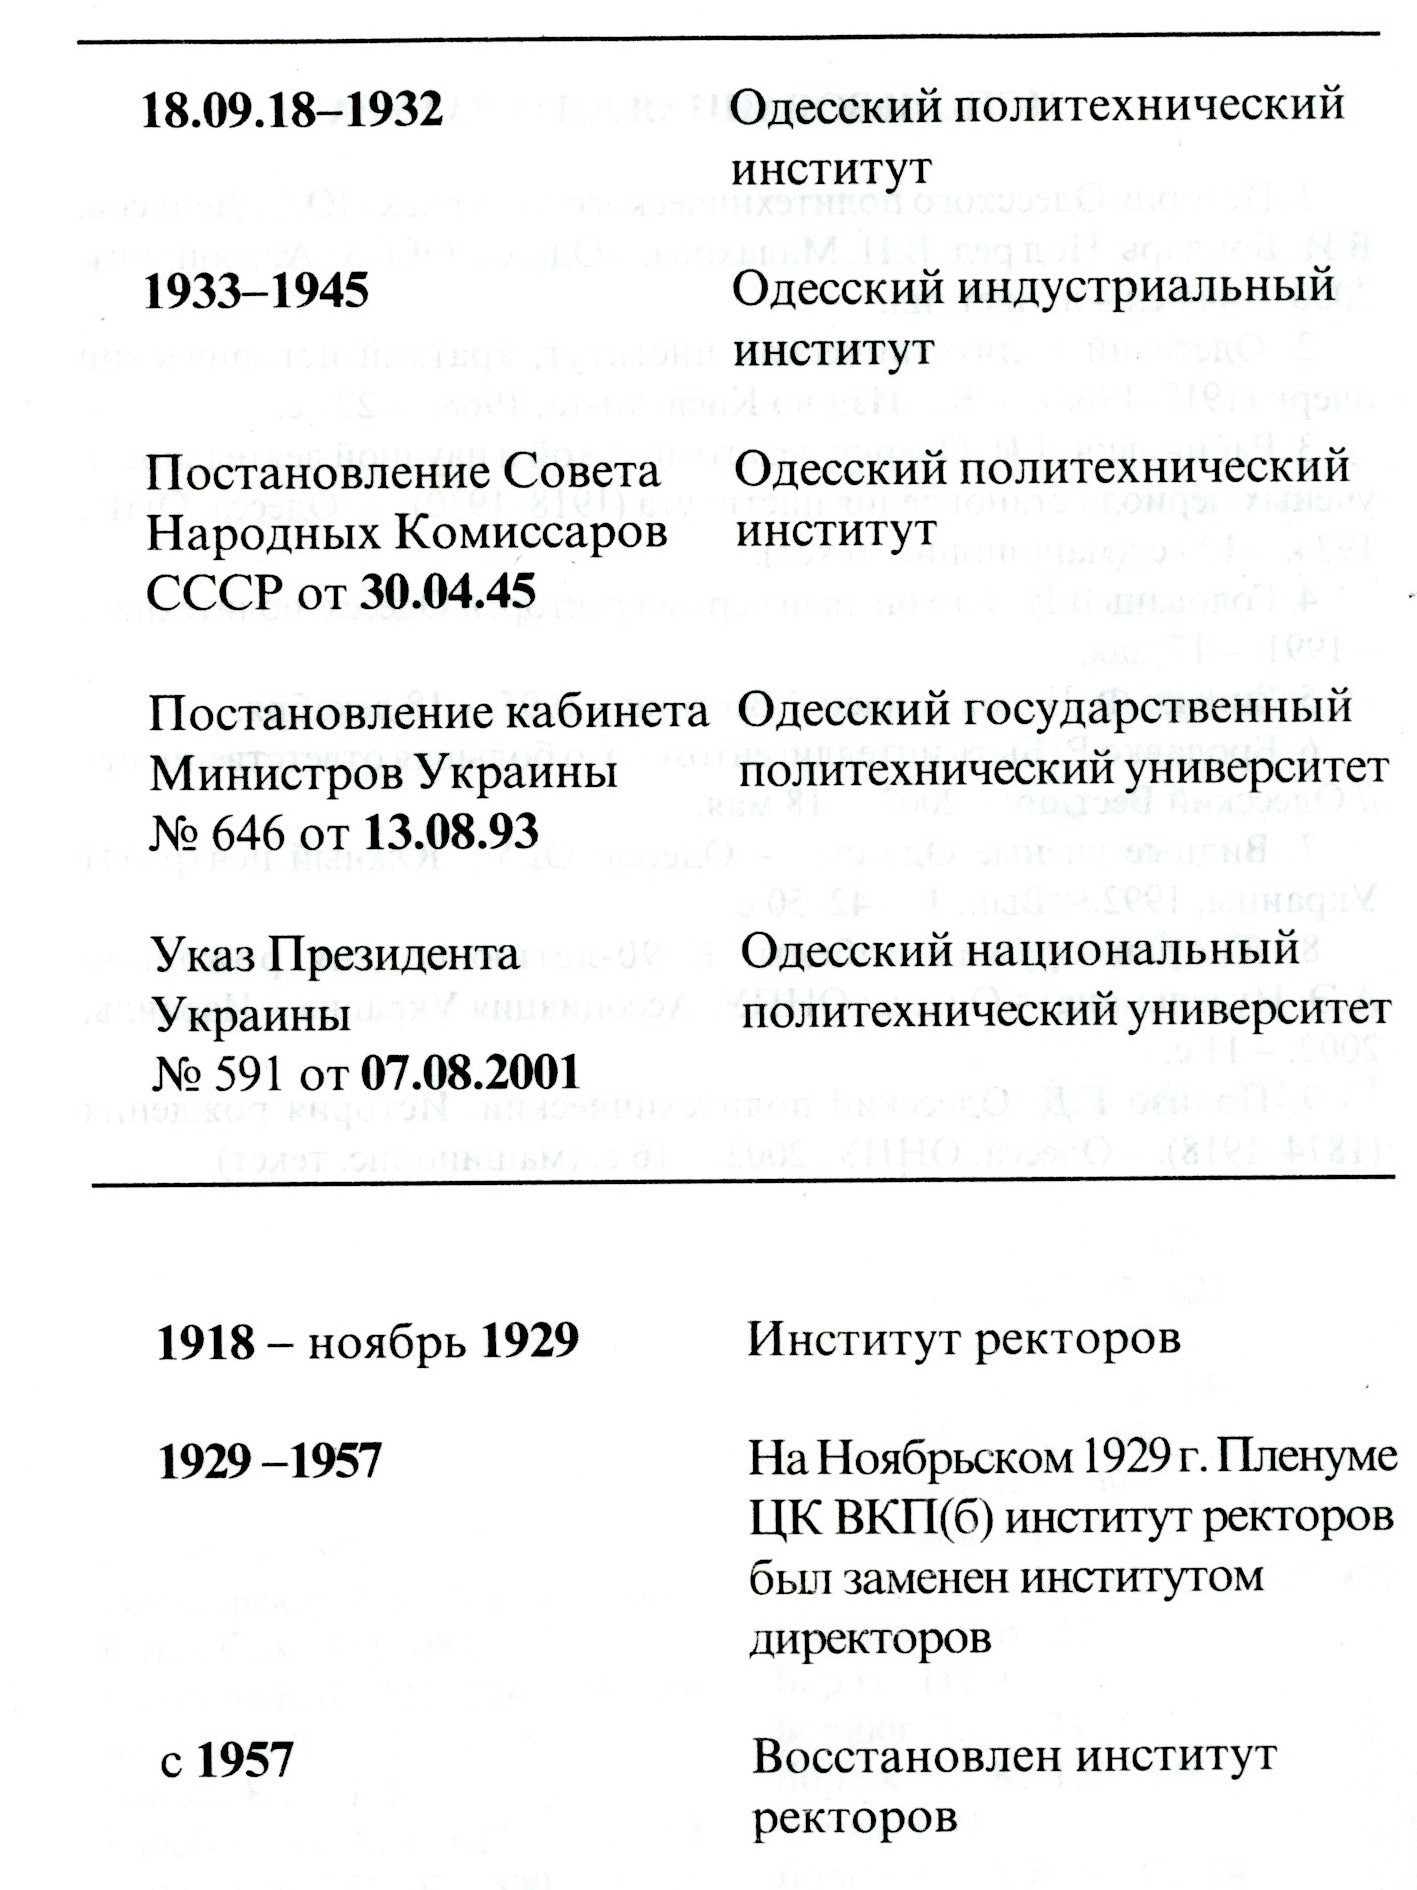 18.09.18–1932 Одесский политехнический
институт
1933–1945 Одесский индустриальный
институт
Постановление Совета Одесский политехнический
Народных Комиссаров институт
СССР от 30.04.45
Постановление кабинета Одесский государственный
Министров Украины политехнический университет
№ 646 от 13.08.93
Указ Президента Одесский национальный
Украины политехнический университет
№ 591 от 07.08.2001
1918 – ноябрь 1929 Институт ректоров
1929 –1957 На Ноябрьском 1929 г. Пленуме
ЦК ВКП(б) институт ректоров
был заменен институтом
директоров
с 1957 Восстановлен институт
ректоров